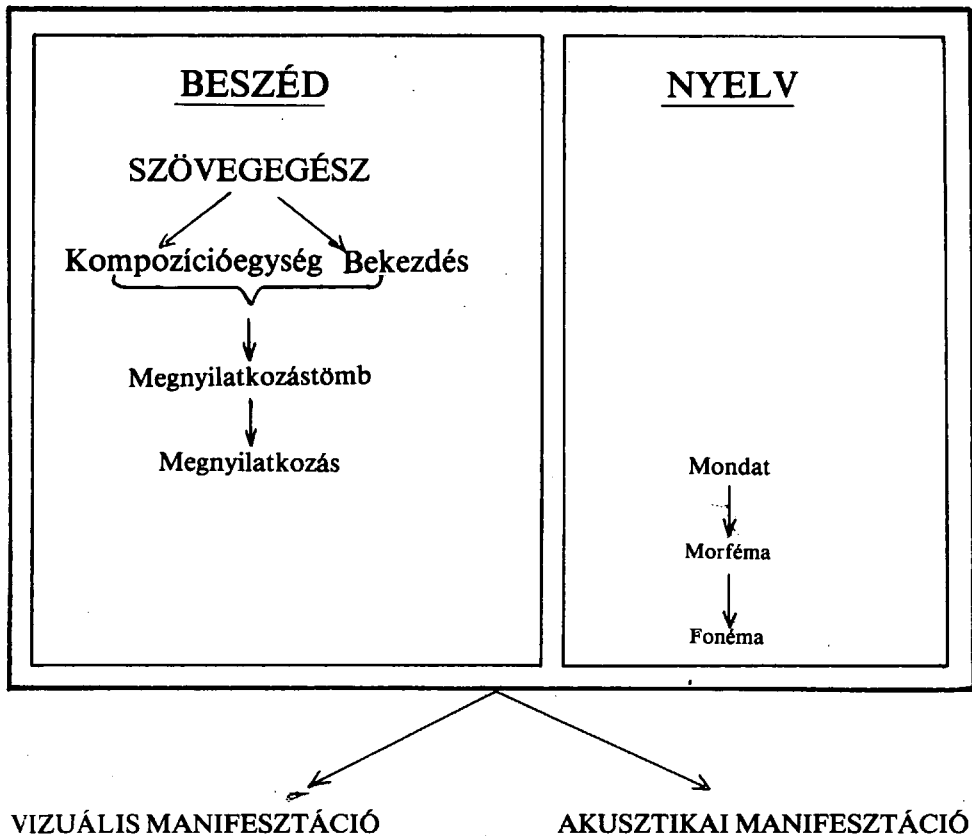 BESZÉD
SZÖVEGEGÉSZ
Kompozícióegység Bekezdés
Megnyilatkozástömb
Megnyilatkozás
NYELV
Mondat
Morféma
Fonéma
VIZUÁLIS MANIFESZTÁCIÓ
AKUSZTIKAI MANIFESZTÁCIÓ